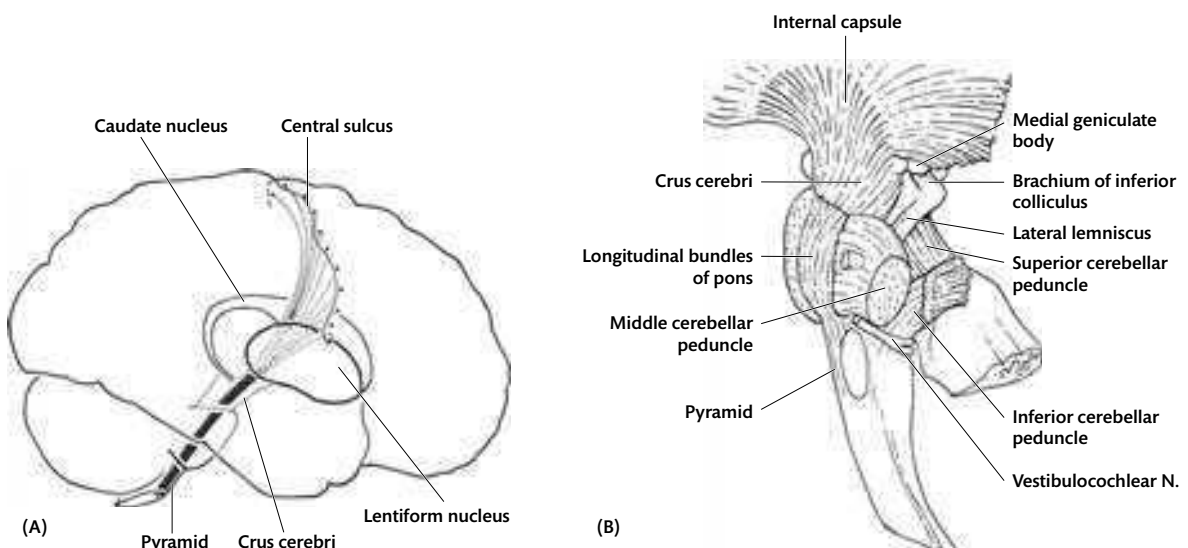 Caudate nucleus
Central sulcus
Lentiform nucleus
(A)
Pyramid
Crus cerebri
Internal capsule
Medial geniculate
body
Crus cerebri
Brachium of inferior
colliculus
Lateral lemniscus
Longitudinal bundles
of pons
Superior cerebellar
peduncle
Middle cerebellar
peduncle
Pyramid
Inferior cerebellar
peduncle
Vestibulocochlear N.
(B)